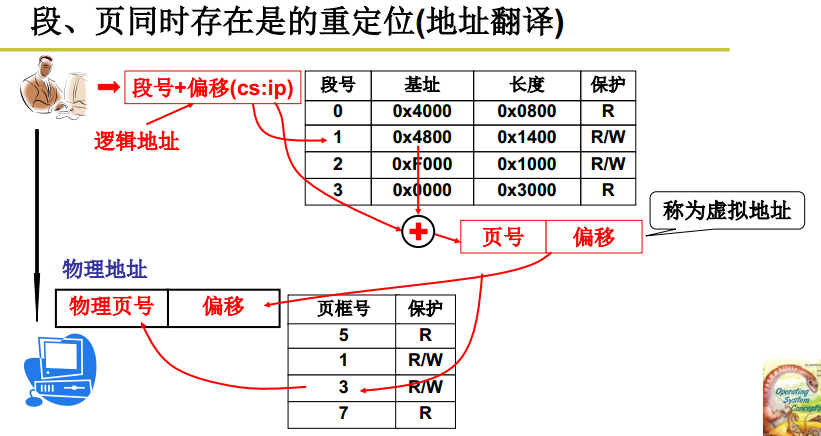 段、页同时存在是的重定位(地址翻译)
段号+偏移(cs:ip)
逻辑地址
段号 基址 长度 保护
0 0x4000 0x0800 R
1 0x4800 0x1400 R/W
2 0xF000 0x1000 R/W
3 0x0000 0x3000 R
称为虚拟地址
页号 偏移
物理地址
物理页号 偏移
页框号 保护
5 R
1 R/W
3 R/W
7 R
Operating
System
Concepts